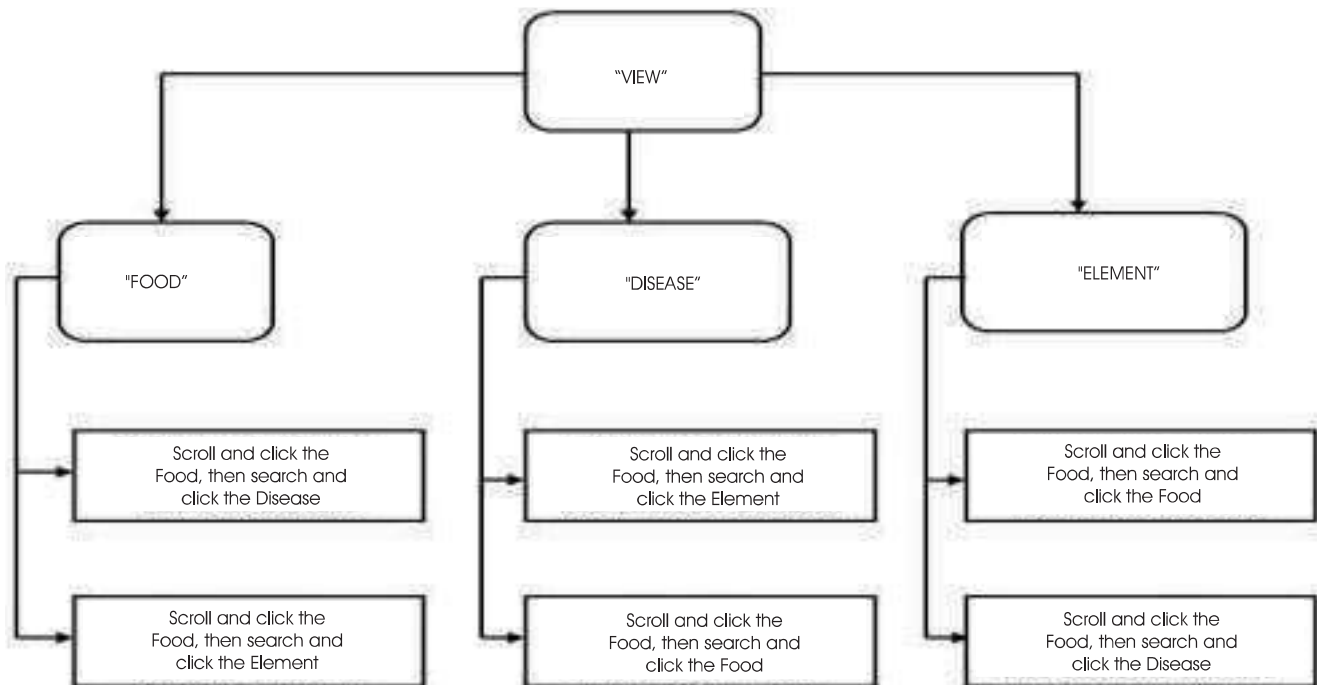 “VIEW”
"FOOD”
"DISEASE”
"ELEMENT”
Scroll and click the
Food, then search and
click the Disease
Scroll and click the
Food, then search and
click the Element
Scroll and click the
Food, then search and
click the Food
Scroll and click the
Food, then search and
click the Element
Scroll and click the
Food, then search and
click the Food
Scroll and click the
Food, then search and
click the Disease